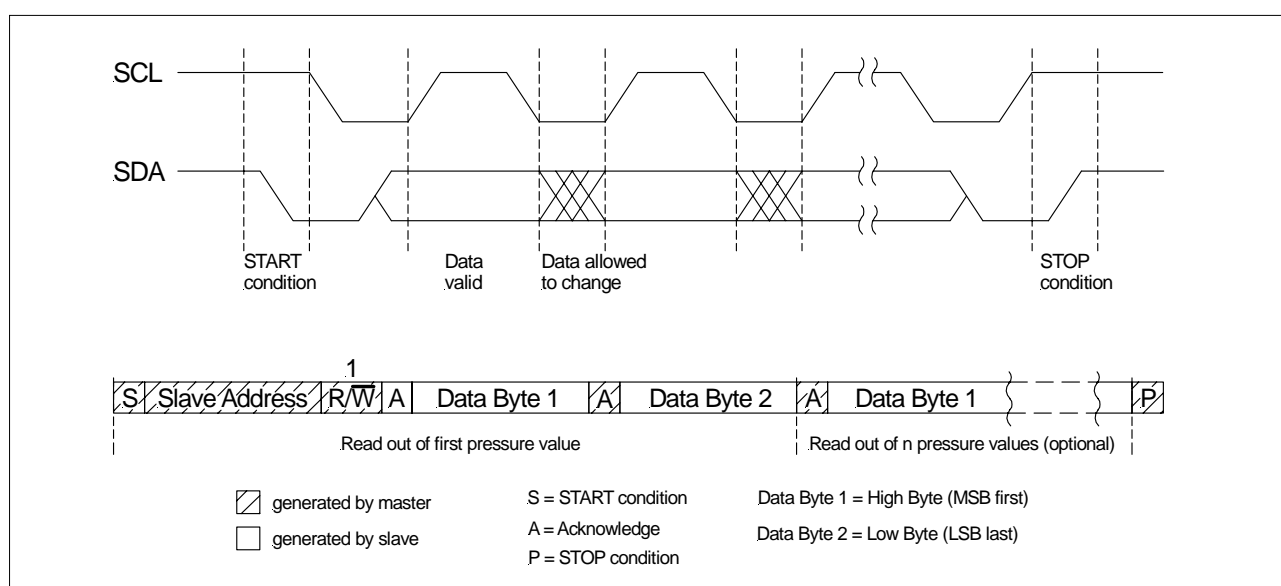 SCL
SDA
START
condition
Data
valid
Data allowed
to change
STOP
condition
1
S Slave Address R/W̅ A Data Byte 1 A Data Byte 2 A Data Byte 1 P
Read out of first pressure value
Read out of n pressure values (optional)
generated by master
generated by slave
S = START condition
A = Acknowledge
P = STOP condition
Data Byte 1 = High Byte (MSB first)
Data Byte 2 = Low Byte (LSB last)